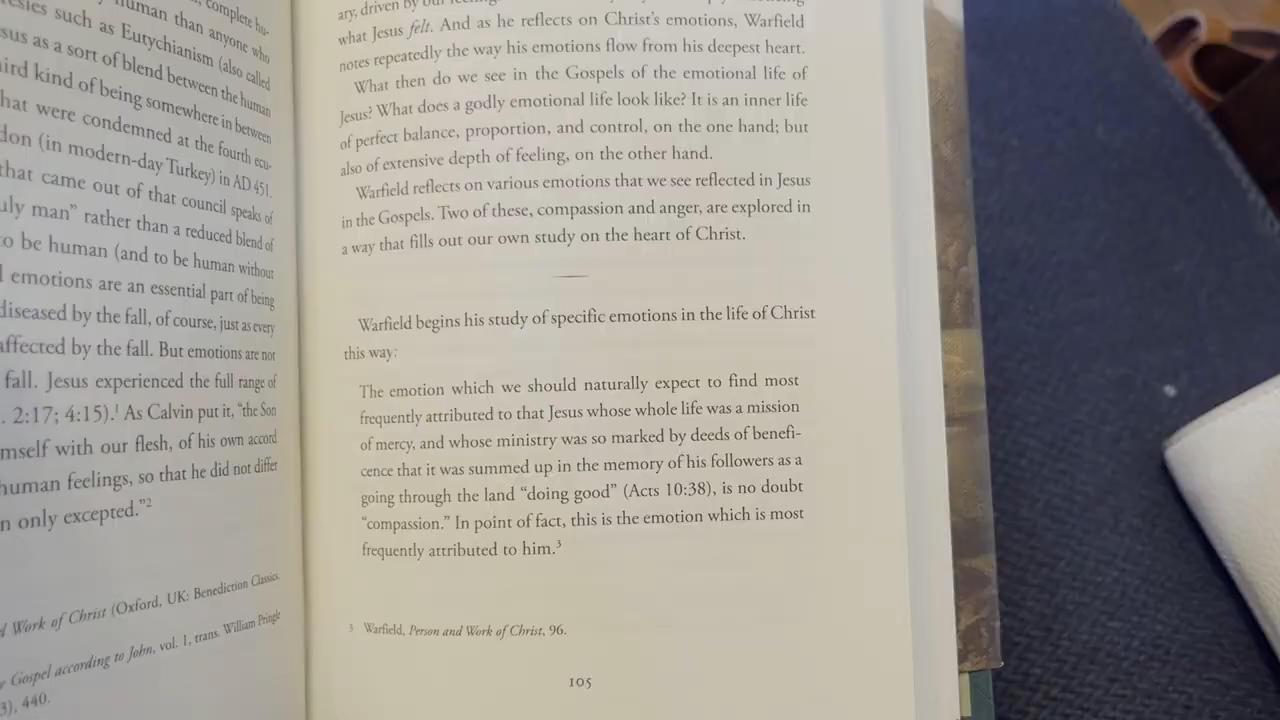 complete hu-
human than anyone who
such as Eutychianism (also called
sus as a sort of blend between the human
ird kind of being somewhere in between
hat were condemned at the fourth ecu-
don (in modern-day Turkey) in AD 451.
that came out of that council speaks of
uly man” rather than a reduced blend of
o be human (and to be human without
emotions are an essential part of being
diseased by the fall, of course, just as every
affected by the fall. But emotions are not
fall. Jesus experienced the full range of
. 2:17; 4:15).¹ As Calvin put it, “the Son
mself with our flesh, of his own accord
human feelings, so that he did not differ
n only excepted.”²
d Work of Christ (Oxford, UK: Benediction Classics,
Gospel according to John, vol. 1, trans. William Pringle
3), 440.
ary, driven by our
what Jesus felt. And as he reflects on Christ’s emotions, Warfield
notes repeatedly the way his emotions flow from his deepest heart.
What then do we see in the Gospels of the emotional life of
Jesus? What does a godly emotional life look like? It is an inner life
of perfect balance, proportion, and control, on the one hand; but
also of extensive depth of feeling, on the other hand.
Warfield reflects on various emotions that we see reflected in Jesus
in the Gospels. Two of these, compassion and anger, are explored in
a way that fills out our own study on the heart of Christ.
Warfield begins his study of specific emotions in the life of Christ
this way:
The emotion which we should naturally expect to find most
frequently attributed to that Jesus whose whole life was a mission
of mercy, and whose ministry was so marked by deeds of benefi-
cence that it was summed up in the memory of his followers as a
going through the land “doing good” (Acts 10:38), is no doubt
“compassion.” In point of fact, this is the emotion which is most
frequently attributed to him.³
3 Warfield, Person and Work of Christ, 96.
105